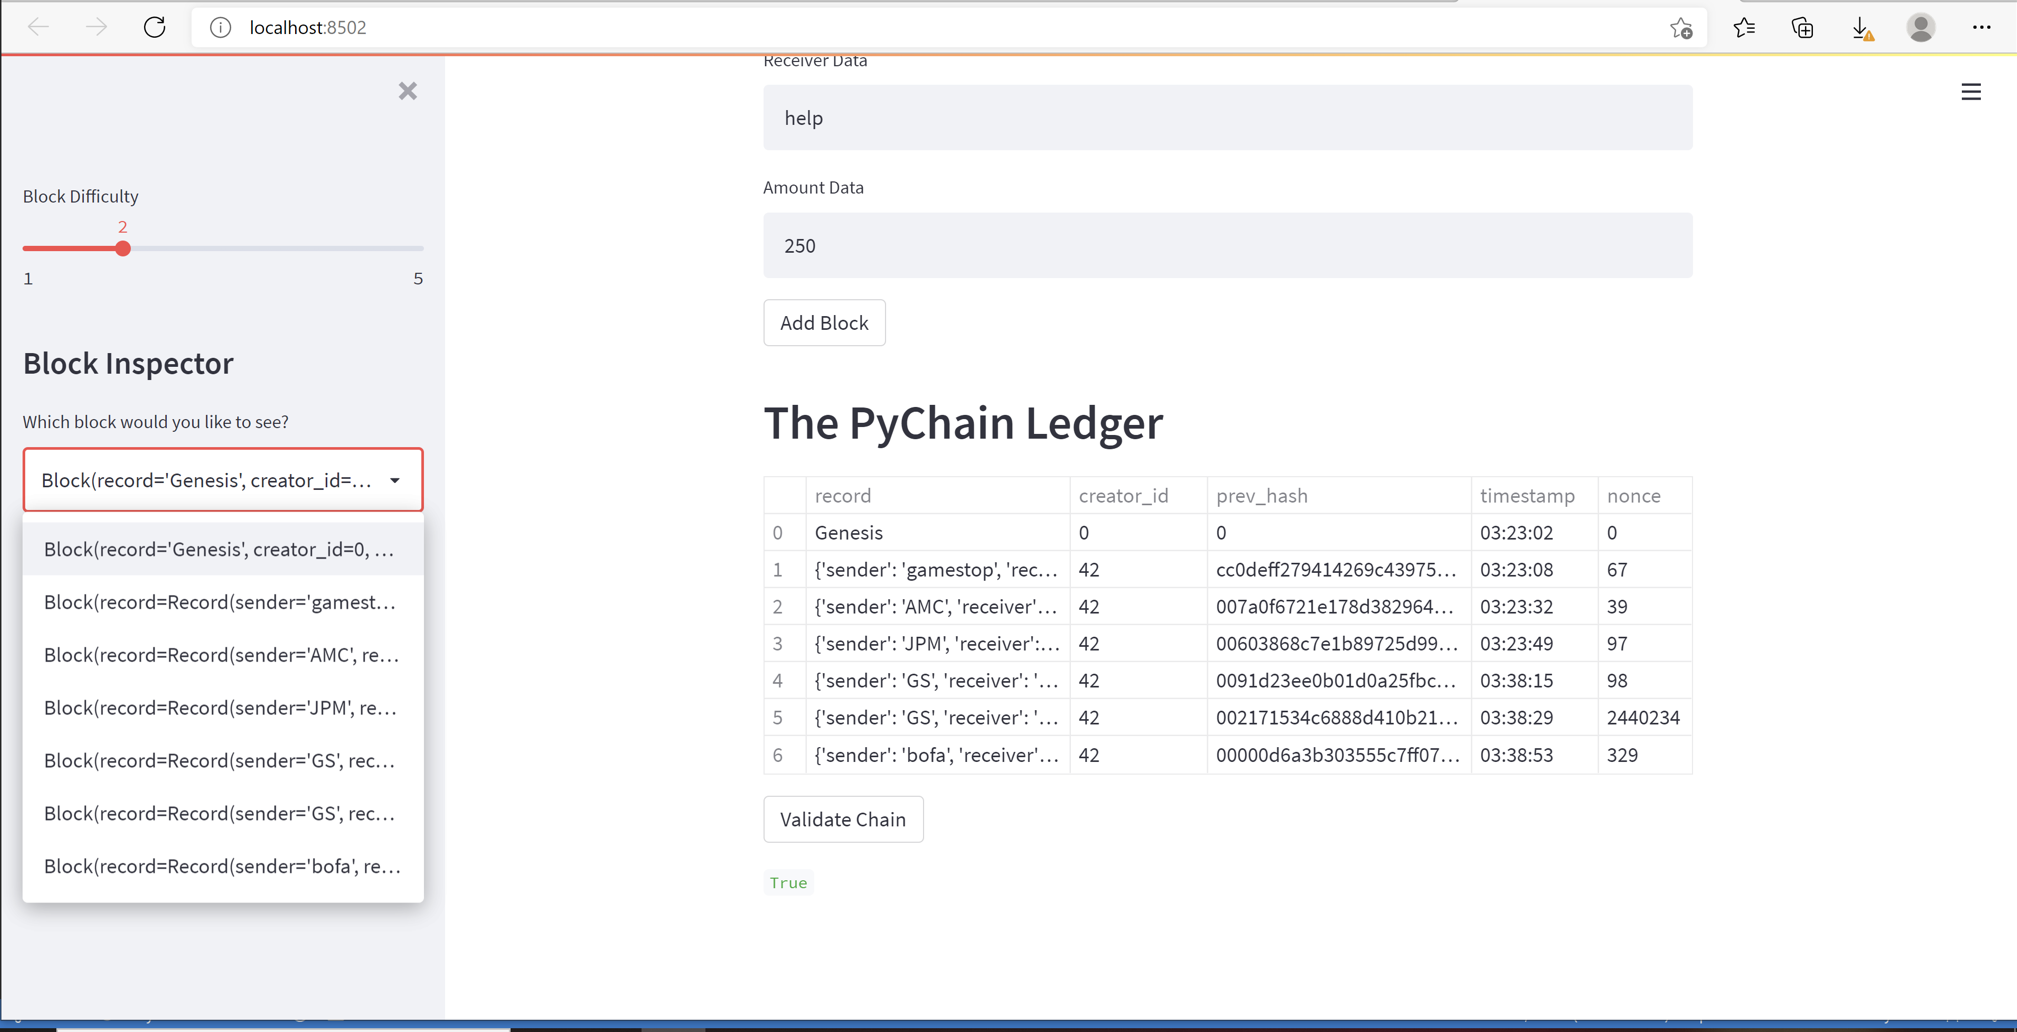 localhost:8502
Receiver Data
help
Amount Data
250
Add Block
Block Difficulty
2
1 5
Block Inspector
Which block would you like to see?
Block(record='Genesis', creator_id=...
Block(record='Genesis', creator_id=0, ...
Block(record=Record(sender='gamest...
Block(record=Record(sender='AMC', re...
Block(record=Record(sender='JPM', re...
Block(record=Record(sender='GS', rec...
Block(record=Record(sender='GS', rec...
Block(record=Record(sender='bofa', re...
The PyChain Ledger
record creator_id prev_hash timestamp nonce
0 Genesis 0 0 03:23:02 0
1 {'sender': 'gamestop', 'rec... 42 cc0deff279414269c43975... 03:23:08 67
2 {'sender': 'AMC', 'receiver'... 42 007a0f6721e178d382964... 03:23:32 39
3 {'sender': 'JPM', 'receiver':... 42 00603868c7e1b89725d99... 03:23:49 97
4 {'sender': 'GS', 'receiver': '... 42 0091d23ee0b01d0a25fbc... 03:38:15 98
5 {'sender': 'GS', 'receiver': '... 42 002171534c6888d410b21... 03:38:29 2440234
6 {'sender': 'bofa', 'receiver'... 42 00000d6a3b303555c7ff07... 03:38:53 329
Validate Chain
True